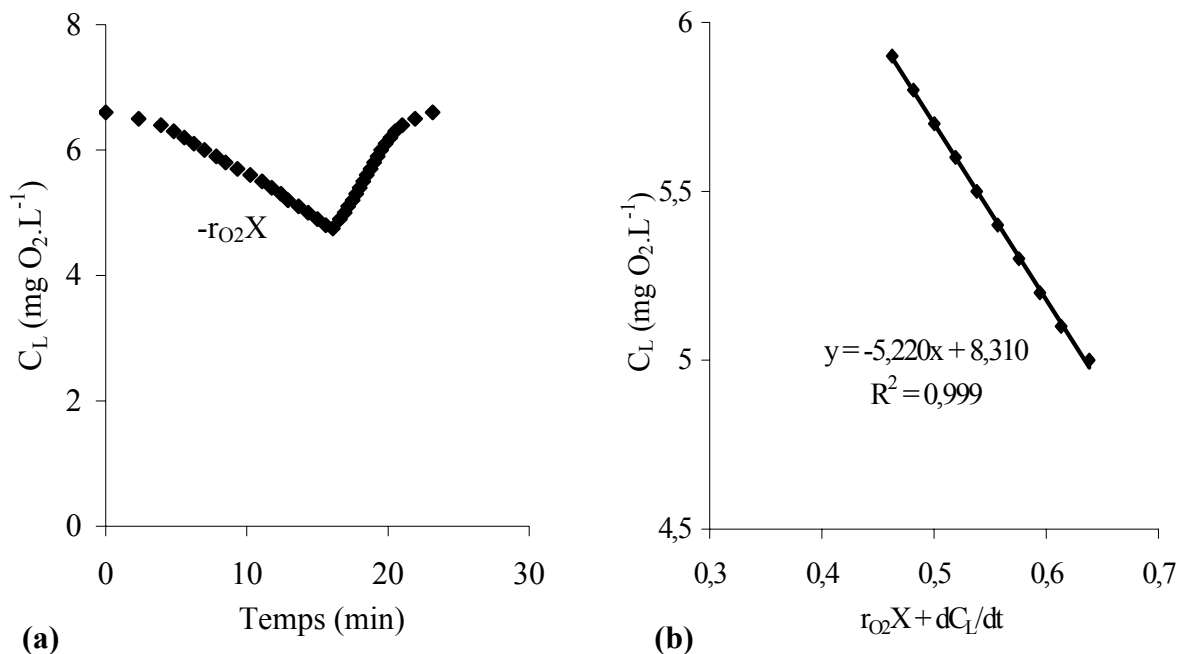 8
6
4
2
0
C_L (mg O₂.L⁻¹)
-r_O2X
0
10
20
30
Temps (min)
(a)
6
5,5
5
4,5
C_L (mg O₂.L⁻¹)
y = -5,220x + 8,310
R² = 0,999
0,3
0,4
0,5
0,6
0,7
r_O2X + dC_L/dt
(b)